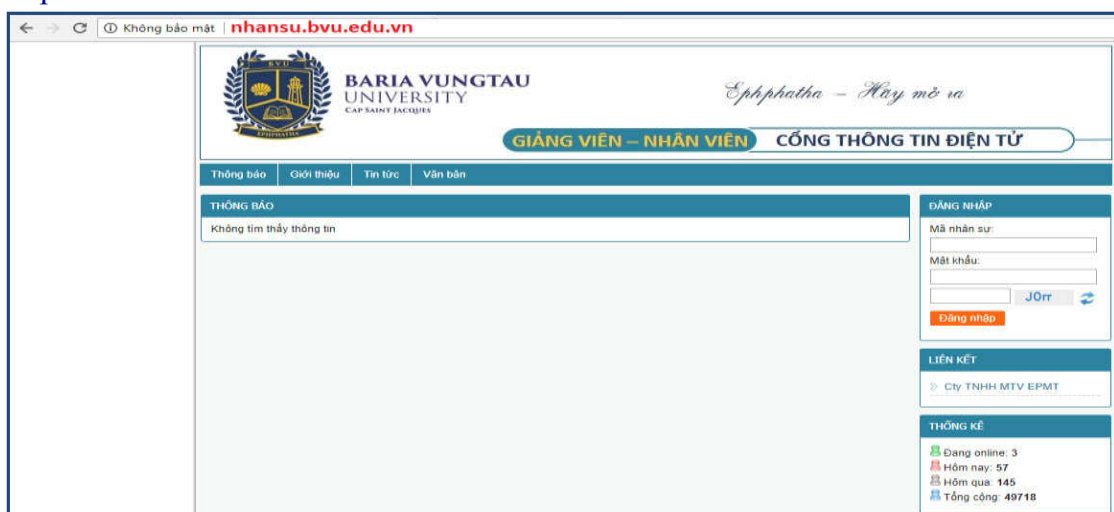 Không bảo mật | nhansu.bvu.edu.vn
BVU
EPHPHATHA
BARIA VUNGTAU
UNIVERSITY
CAP SAINT JACQUES
Ephphatha – Hãy mở ra
GIẢNG VIÊN – NHÂN VIÊN CỔNG THÔNG TIN ĐIỆN TỬ
Thông báo Giới thiệu Tin tức Văn bản
THÔNG BÁO
Không tìm thấy thông tin
ĐĂNG NHẬP
Mã nhân sự:
Mật khẩu:
JOrr
Đăng nhập
LIÊN KẾT
Cty TNHH MTV EPMT
THỐNG KÊ
Đang online: 3
Hôm nay: 57
Hôm qua: 145
Tổng cộng: 49718